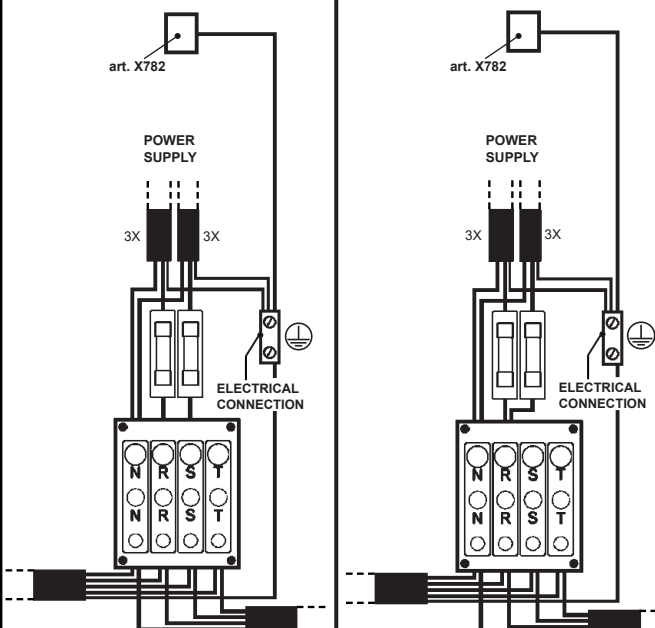 art. X782
POWER
SUPPLY
3X 3X
ELECTRICAL
CONNECTION
N R S T
N R S T
art. X782
POWER
SUPPLY
3X 3X
ELECTRICAL
CONNECTION
N R S T
N R S T